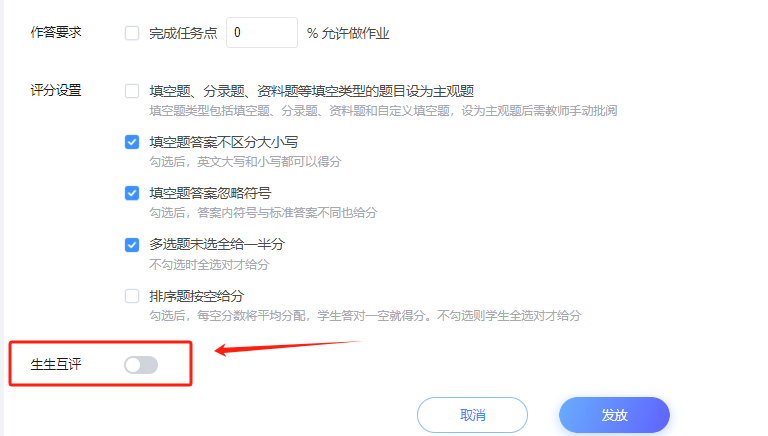 作答要求 完成任务点 0 % 允许做作业
评分设置 填空题、分录题、资料题等填空类型的题目设为主观题
填空题类型包括填空题、分录题、资料题和自定义填空题，设为主观题后需教师手动批阅
填空题答案不区分大小写
勾选后，英文大写和小写都可以得分
填空题答案忽略符号
勾选后，答案内符号与标准答案不同也给分
多选题未选全给一半分
不勾选时全选对才给分
排序题按空给分
勾选后，每空分数将平均分配，学生答对一空就得分。不勾选则学生全选对才给分
生生互评
取消 发放